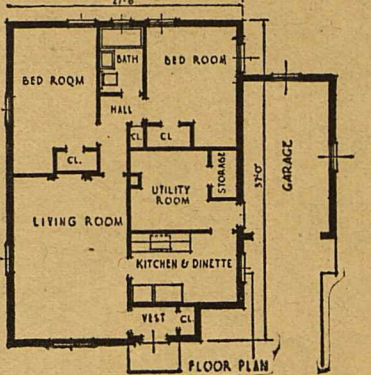 BATH
BED ROOM
BED ROOM
HALL
CL.
CL.
CL.
STORAGE
UTILITY
ROOM
GARAGE
37'-0"
LIVING ROOM
KITCHEN & DINETTE
VEST
CL.
FLOOR PLAN